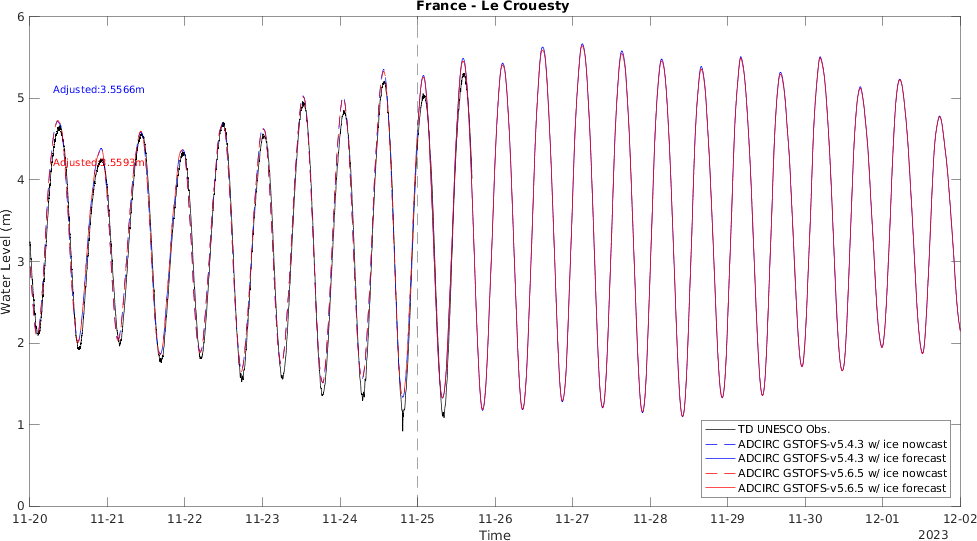 France - Le Crouesty
6
5
4
3
2
1
0
Water Level (m)
Adjusted:3.5566m
Adjusted:3.5593m
TD UNESCO Obs.
ADCIRC GSTOFS-v5.4.3 w/ ice nowcast
ADCIRC GSTOFS-v5.4.3 w/ ice forecast
ADCIRC GSTOFS-v5.6.5 w/ ice nowcast
ADCIRC GSTOFS-v5.6.5 w/ ice forecast
11-20 11-21 11-22 11-23 11-24 11-25 11-26 11-27 11-28 11-29 11-30 12-01 12-02
Time
2023